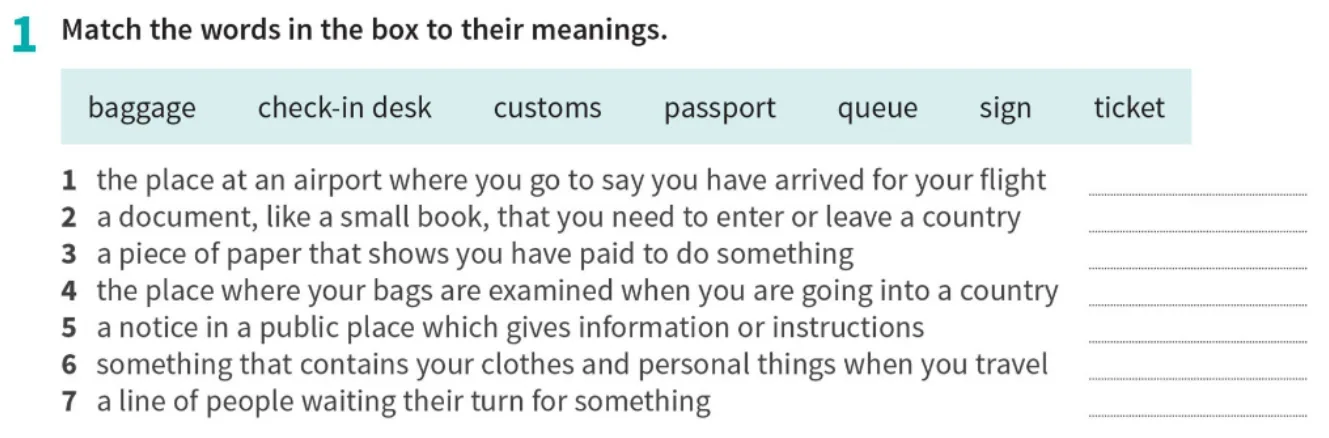 1 Match the words in the box to their meanings.
baggage check-in desk customs passport queue sign ticket
1 the place at an airport where you go to say you have arrived for your flight
2 a document, like a small book, that you need to enter or leave a country
3 a piece of paper that shows you have paid to do something
4 the place where your bags are examined when you are going into a country
5 a notice in a public place which gives information or instructions
6 something that contains your clothes and personal things when you travel
7 a line of people waiting their turn for something